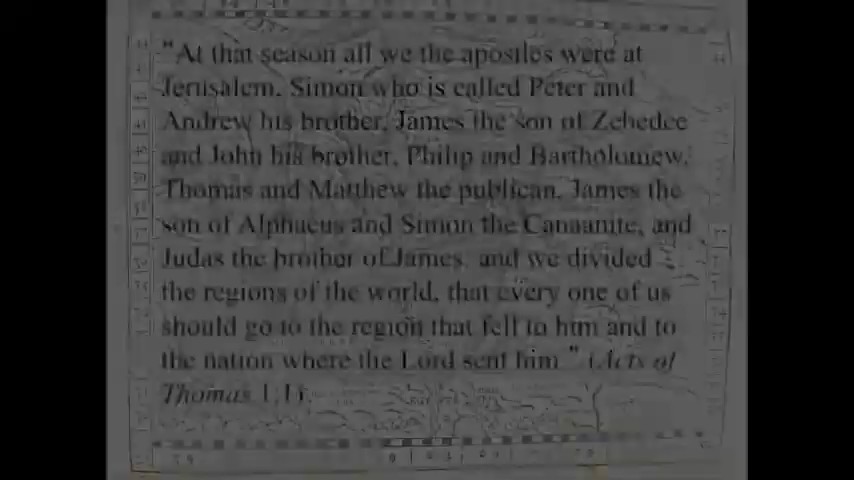 "At that season all we the apostles were at
Jerusalem, Simon who is called Peter and
Andrew his brother, James the son of Zebedee
and John his brother, Philip and Bartholomew,
Thomas and Matthew the publican, James the
son of Alphaeus and Simon the Canaanite, and
Judas the brother of James: and we divided
the regions of the world, that every one of us
should go to the region that fell to him and to
the nation where the Lord sent him." (Acts of
Thomas 1:1).